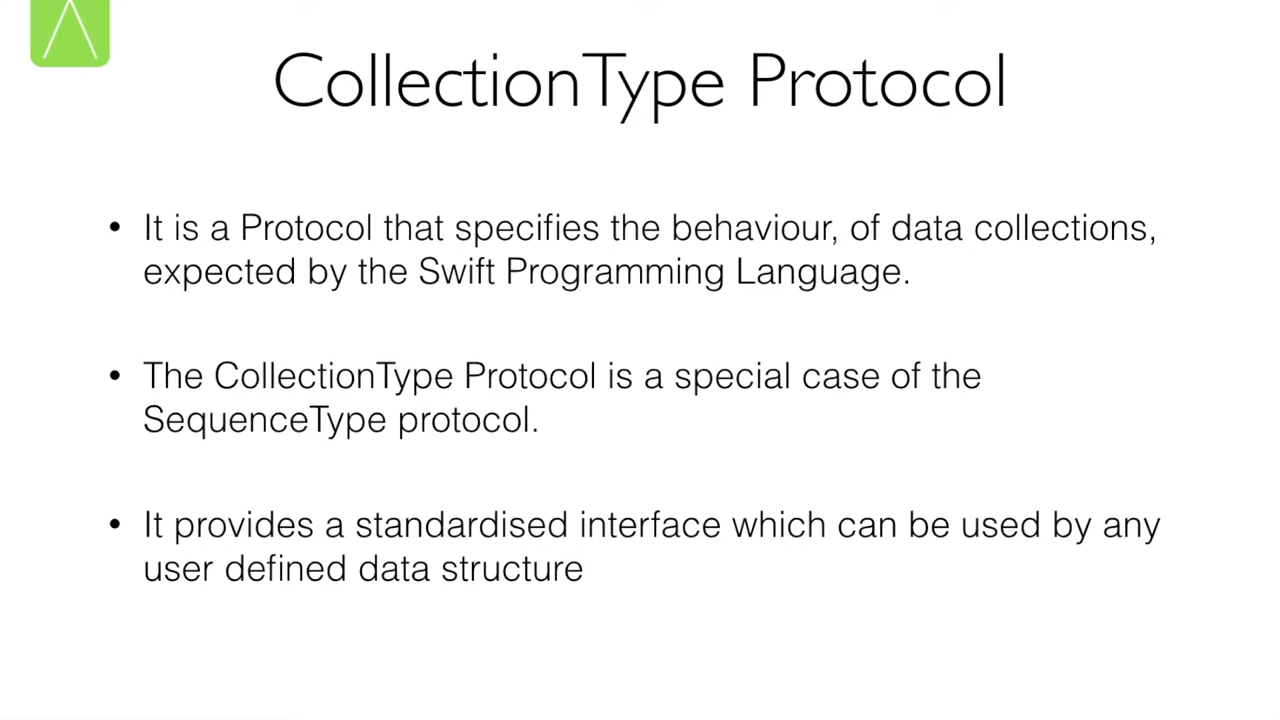 CollectionType Protocol
• It is a Protocol that specifies the behaviour, of data collections,
expected by the Swift Programming Language.
• The CollectionType Protocol is a special case of the
SequenceType protocol.
• It provides a standardised interface which can be used by any
user defined data structure